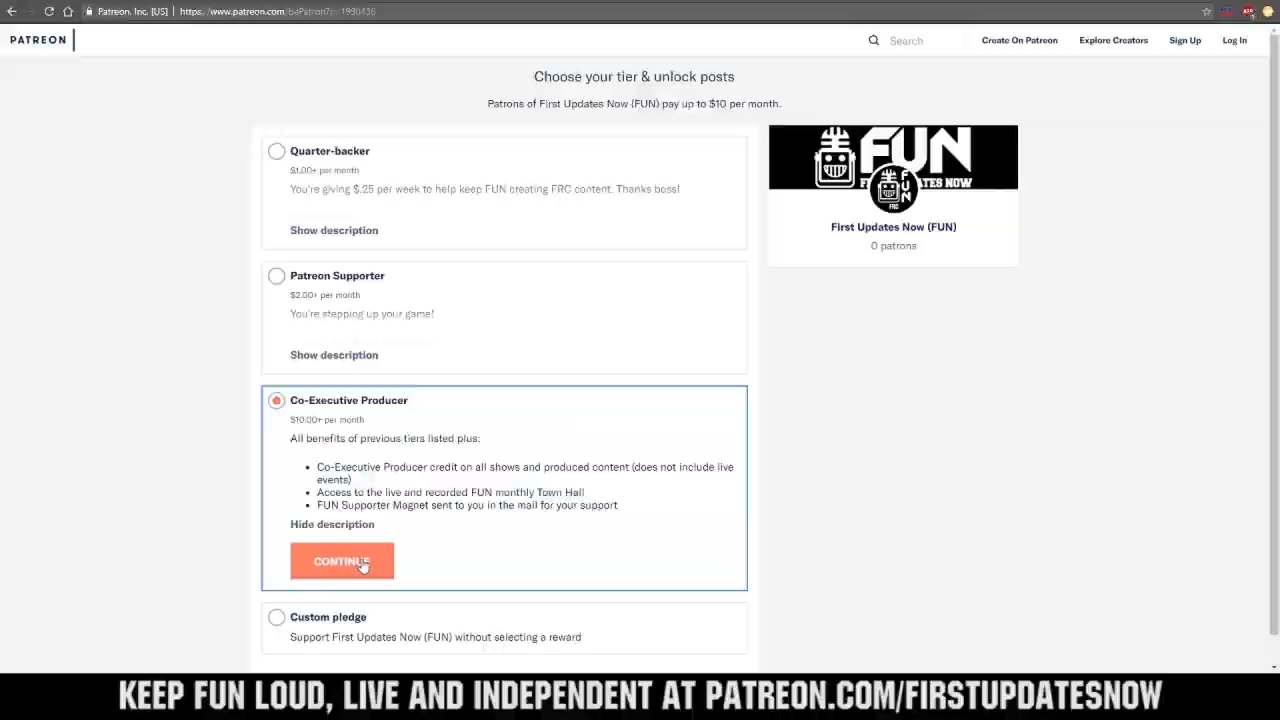 Patreon, Inc. [US] | https://www.patreon.com/bePatron?
PATREON
Search
Create On Patreon
Explore Creators
Sign Up
Log In
Choose your tier & unlock posts
Patrons of First Updates Now (FUN) pay up to $10 per month.
Quarter-backer
$1.00+ per month
You're giving $.25 per week to help keep FUN creating FRC content. Thanks boss!
Show description
Patreon Supporter
$2.00+ per month
You're stepping up your game!
Show description
Co-Executive Producer
$10.00+ per month
All benefits of previous tiers listed plus:
Co-Executive Producer credit on all shows and produced content (does not include live
events)
Access to the live and recorded FUN monthly Town Hall
FUN Supporter Magnet sent to you in the mail for your support
Hide description
CONTINUE
Custom pledge
Support First Updates Now (FUN) without selecting a reward
FUN
FUN
FRC
First Updates Now (FUN)
0 patrons
KEEP FUN LOUD, LIVE AND INDEPENDENT AT PATREON.COM/FIRSTUPDATESNOW